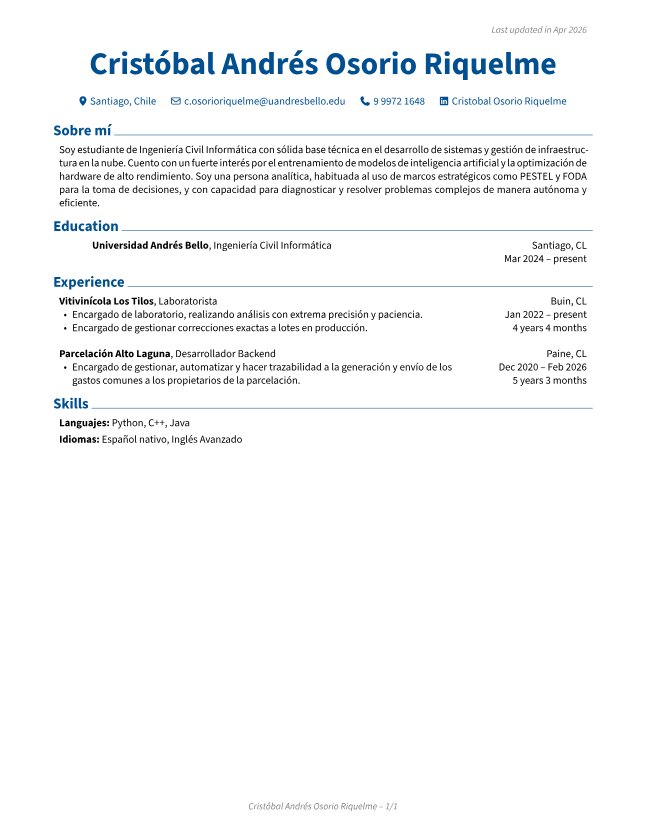 Last updated in Apr 2026
Cristóbal Andrés Osorio Riquelme
Santiago, Chile c.osorioriquelme@uandresbello.edu 9 9972 1648 Cristobal Osorio Riquelme
Sobre mí
Soy estudiante de Ingeniería Civil Informática con sólida base técnica en el desarrollo de sistemas y gestión de infraestruc-
tura en la nube. Cuento con un fuerte interés por el entrenamiento de modelos de inteligencia artificial y la optimización de
hardware de alto rendimiento. Soy una persona analítica, habituada al uso de marcos estratégicos como PESTEL y FODA
para la toma de decisiones, y con capacidad para diagnosticar y resolver problemas complejos de manera autónoma y
eficiente.
Education
Universidad Andrés Bello, Ingeniería Civil Informática Santiago, CL
Mar 2024 – present
Experience
Vitivinícola Los Tilos, Laboratorista Buin, CL
• Encargado de laboratorio, realizando análisis con extrema precisión y paciencia. Jan 2022 – present
• Encargado de gestionar correcciones exactas a lotes en producción. 4 years 4 months
Parcelación Alto Laguna, Desarrollador Backend Paine, CL
• Encargado de gestionar, automatizar y hacer trazabilidad a la generación y envío de los Dec 2020 – Feb 2026
gastos comunes a los propietarios de la parcelación. 5 years 3 months
Skills
Languajes: Python, C++, Java
Idiomas: Español nativo, Inglés Avanzado
Cristóbal Andrés Osorio Riquelme – 1/1